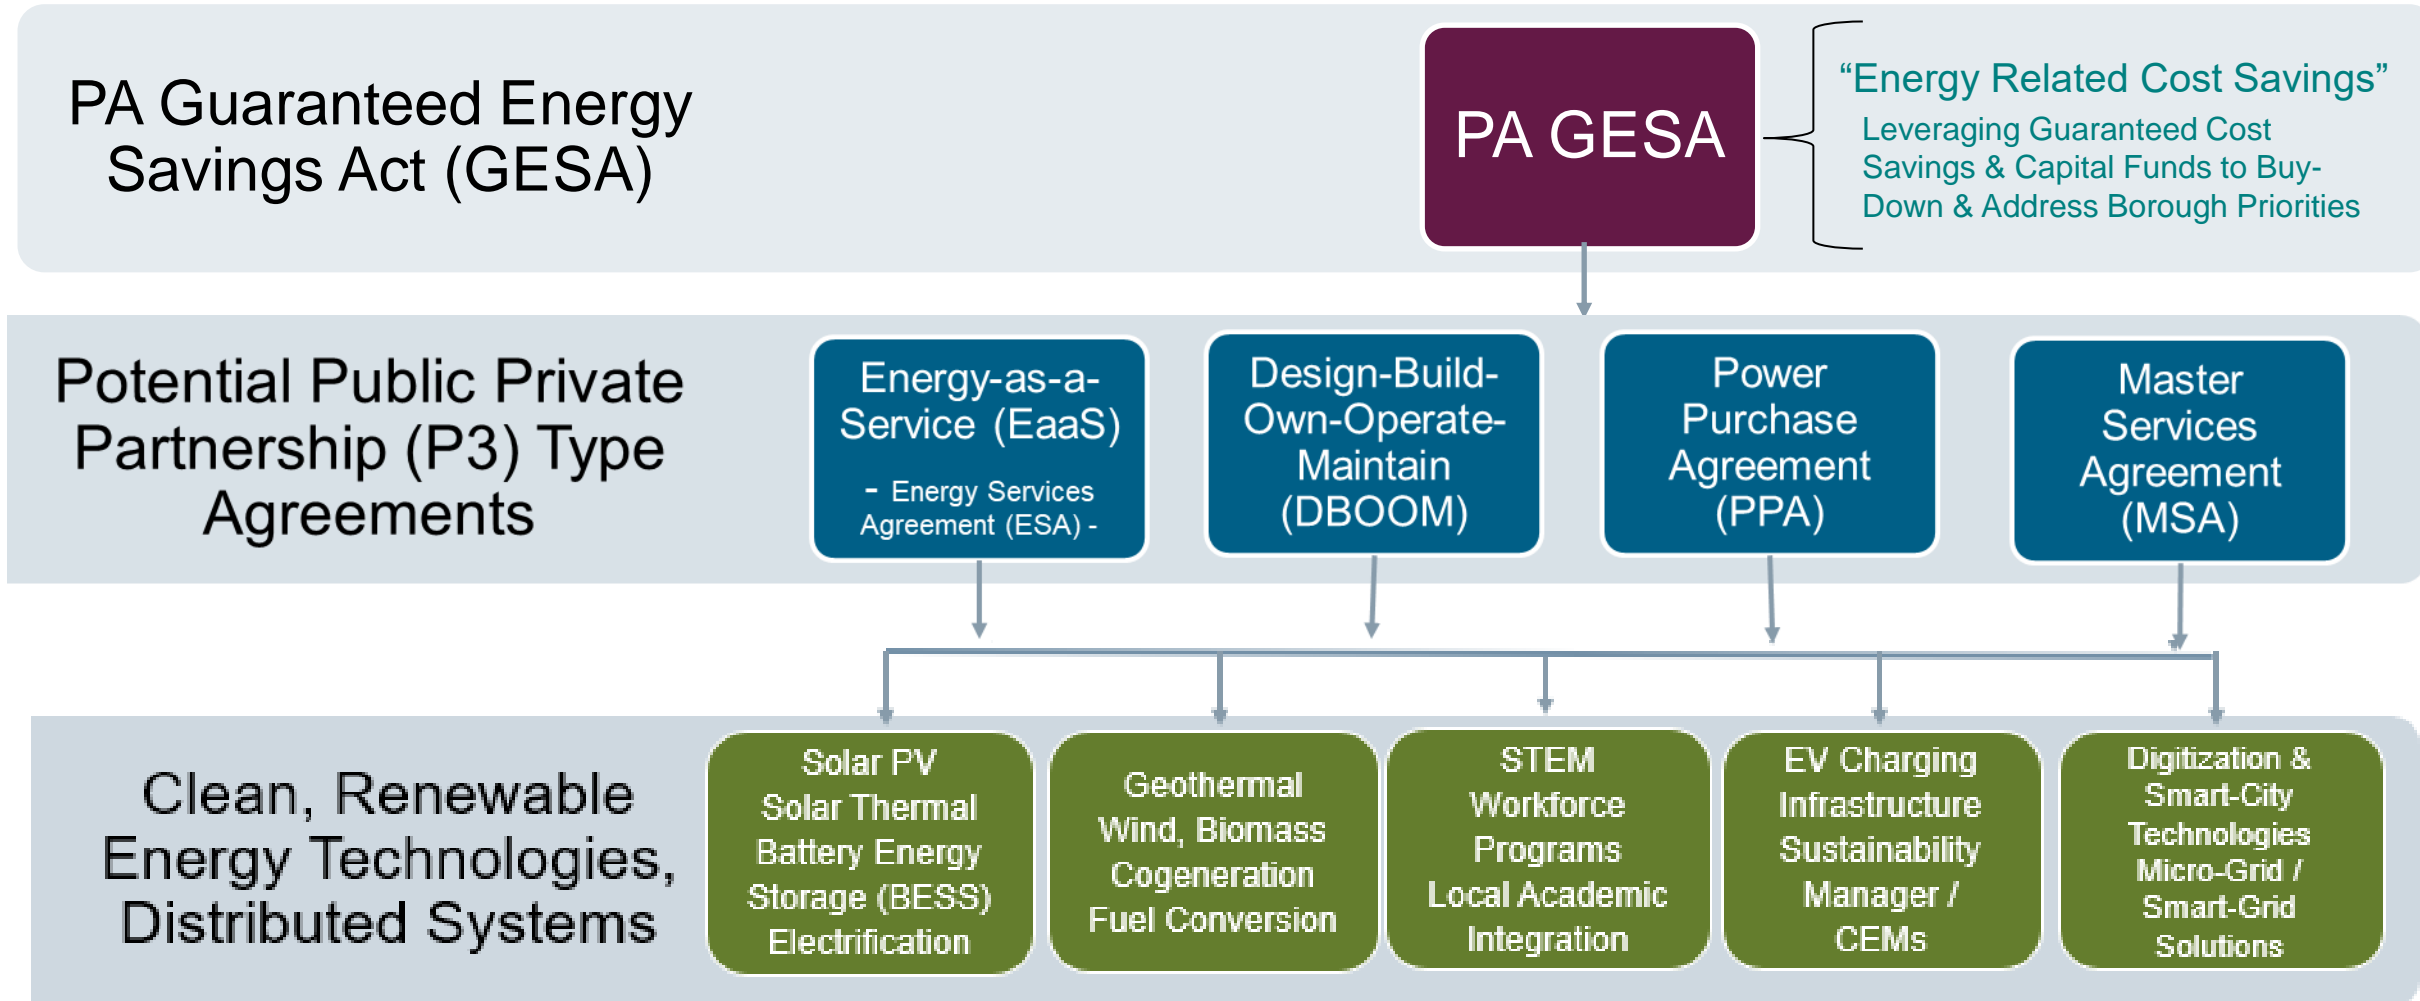 PA Guaranteed Energy
Savings Act (GESA)
PA GESA
“Energy Related Cost Savings”
Leveraging Guaranteed Cost
Savings & Capital Funds to Buy-
Down & Address Borough Priorities
Potential Public Private
Partnership (P3) Type
Agreements
Energy-as-a-
Service (EaaS)
- Energy Services
Agreement (ESA) -
Design-Build-
Own-Operate-
Maintain
(DBOOM)
Power
Purchase
Agreement
(PPA)
Master
Services
Agreement
(MSA)
Clean, Renewable
Energy Technologies,
Distributed Systems
Solar PV
Solar Thermal
Battery Energy
Storage (BESS)
Electrification
Geothermal
Wind, Biomass
Cogeneration
Fuel Conversion
STEM
Workforce
Programs
Local Academic
Integration
EV Charging
Infrastructure
Sustainability
Manager /
CEMs
Digitization &
Smart-City
Technologies
Micro-Grid /
Smart-Grid
Solutions